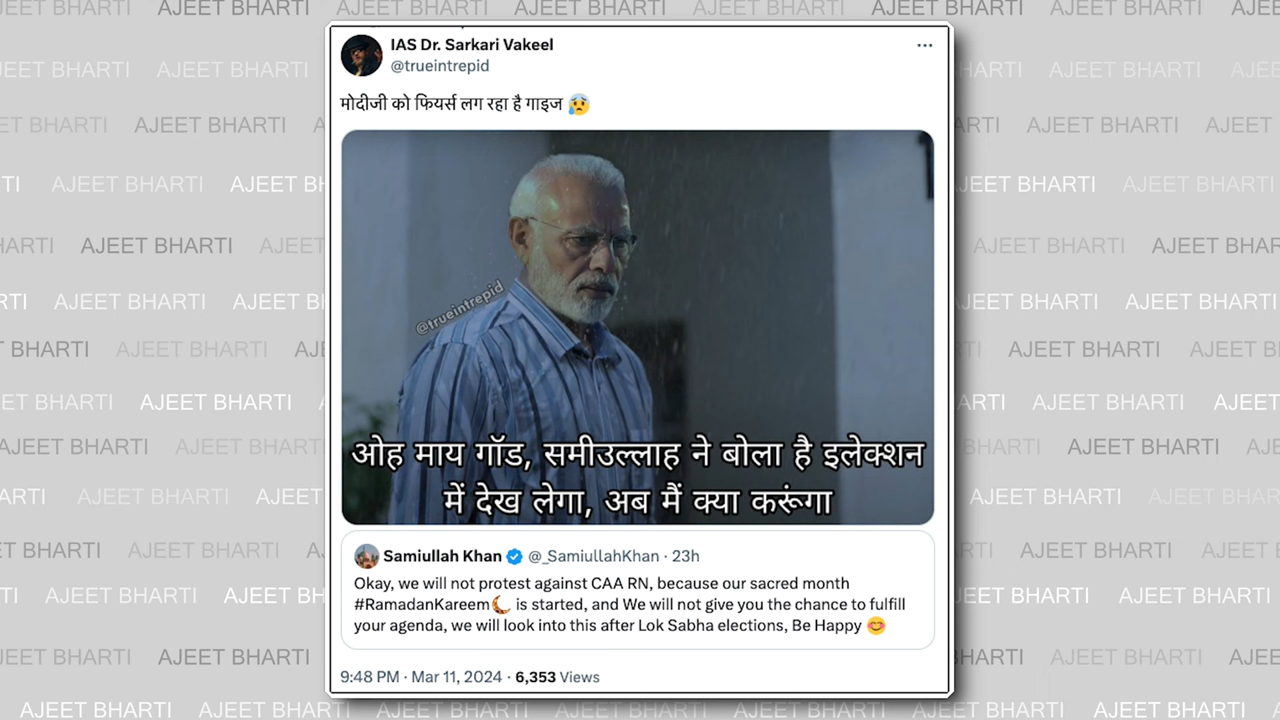 AJEET BHARTI
IAS Dr. Sarkari Vakeel
@trueintrepid
मोदीजी को फियर्स लग रहा है गाइज 😰
@trueintrepid
ओह माय गॉड, समीउल्लाह ने बोला है इलेक्शन
में देख लेगा, अब मैं क्या करूंगा
Samiullah Khan @_SamiullahKhan · 23h
Okay, we will not protest against CAA RN, because our sacred month
#RamadanKareem🌙 is started, and We will not give you the chance to fulfill
your agenda, we will look into this after Lok Sabha elections, Be Happy 😊
9:48 PM · Mar 11, 2024 · 6,353 Views